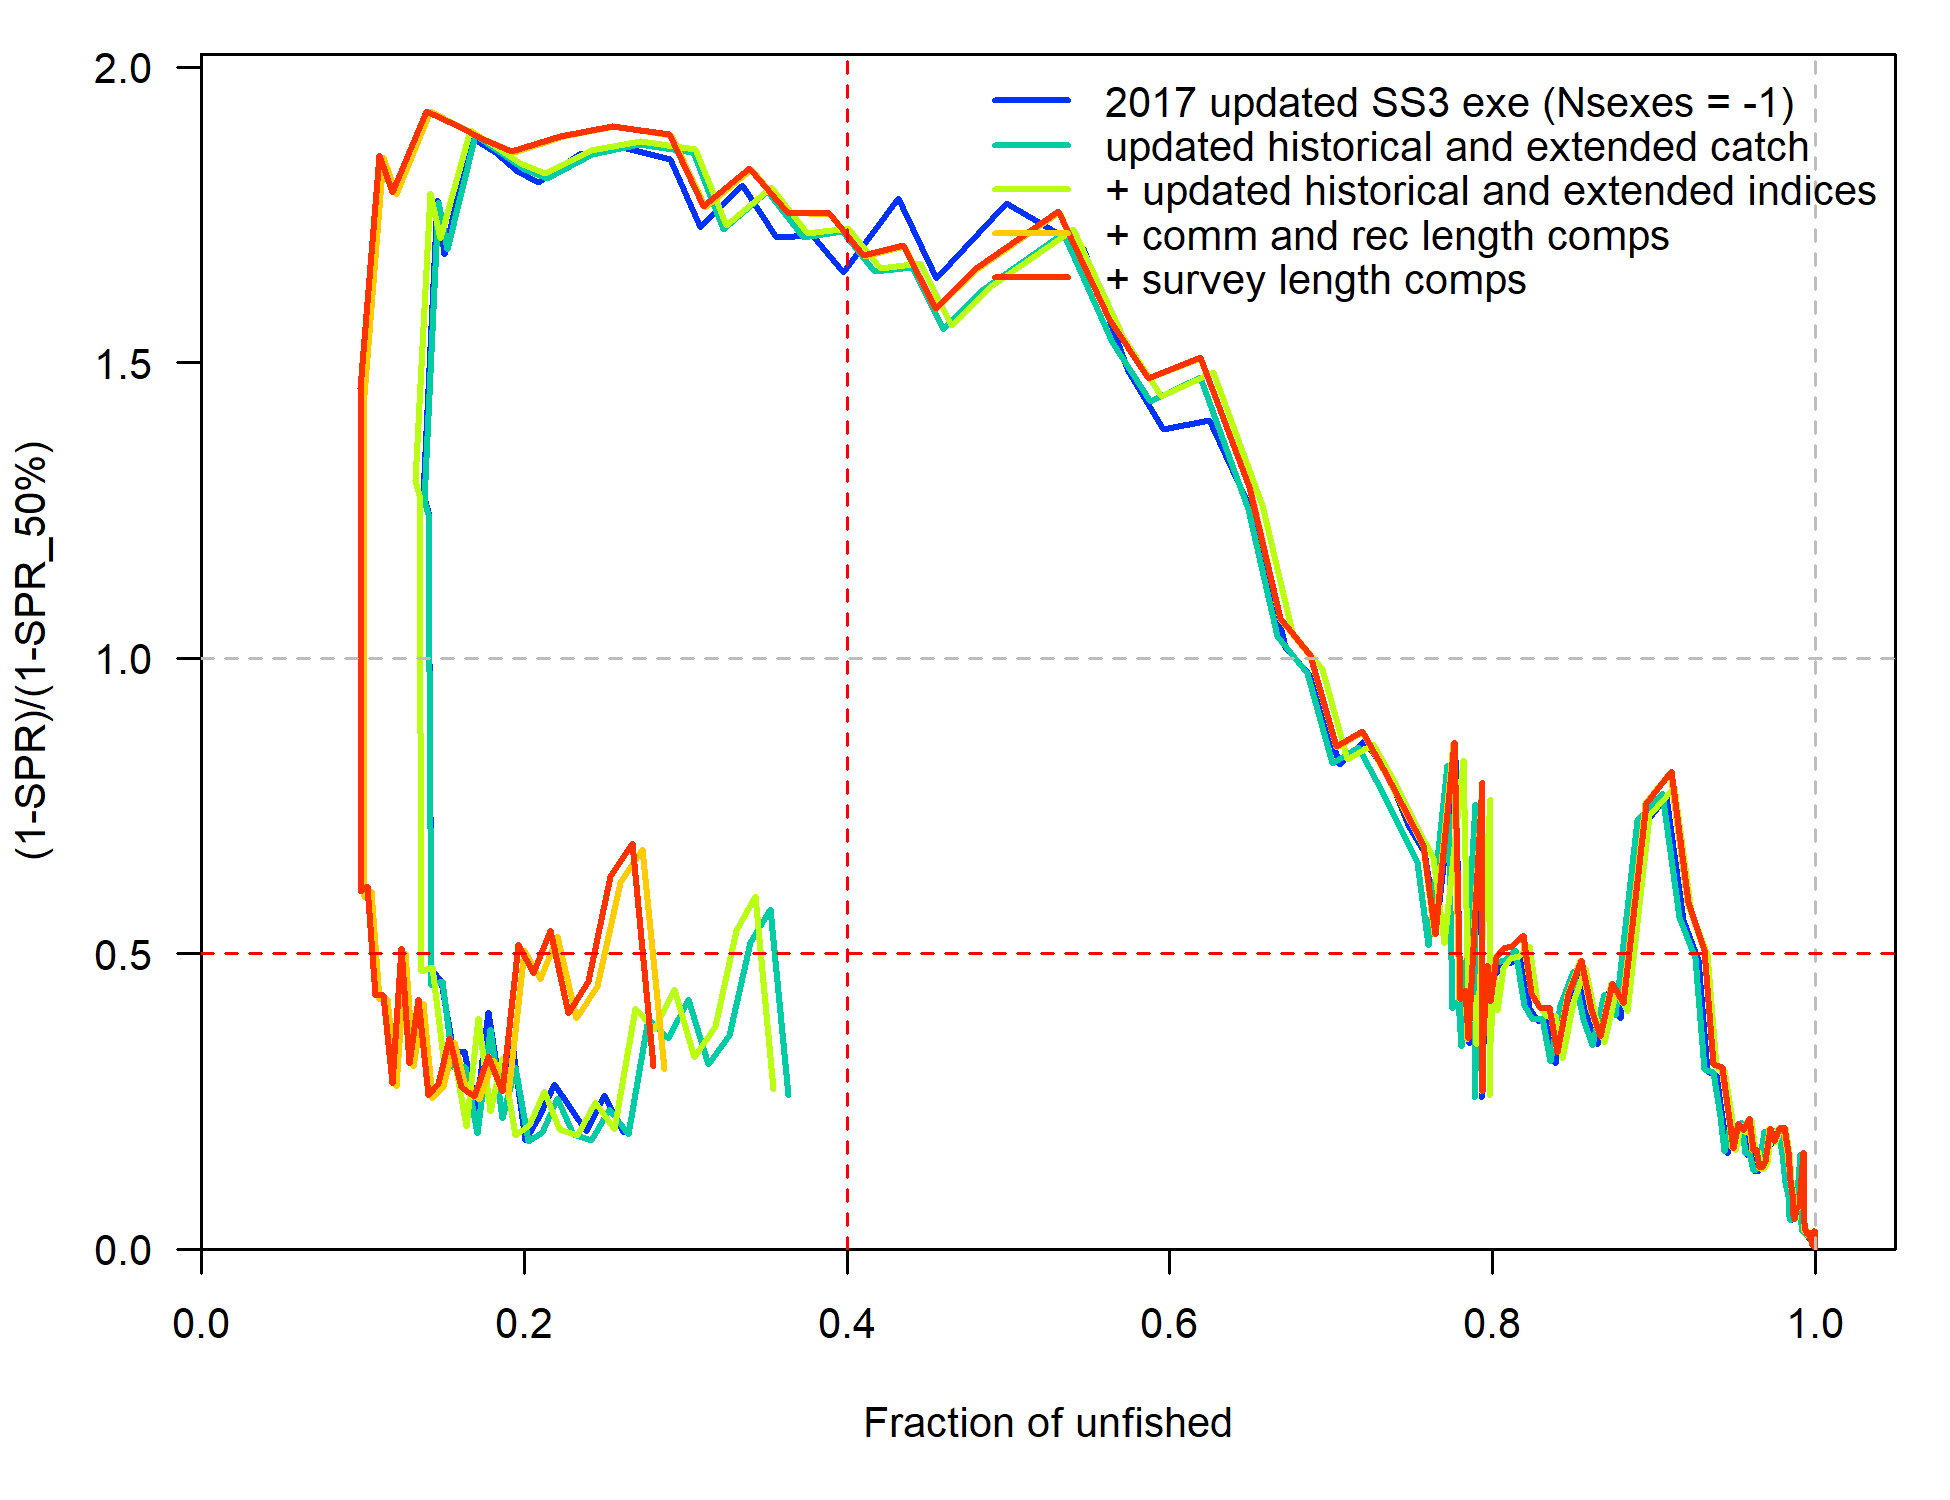 2017 updated SS3 exe (Nsexes = -1)
updated historical and extended catch
+ updated historical and extended indices
+ comm and rec length comps
+ survey length comps
2.0
1.5
1.0
0.5
0.0
(1-SPR)/(1-SPR_50%)
0.0 0.2 0.4 0.6 0.8 1.0
Fraction of unfished